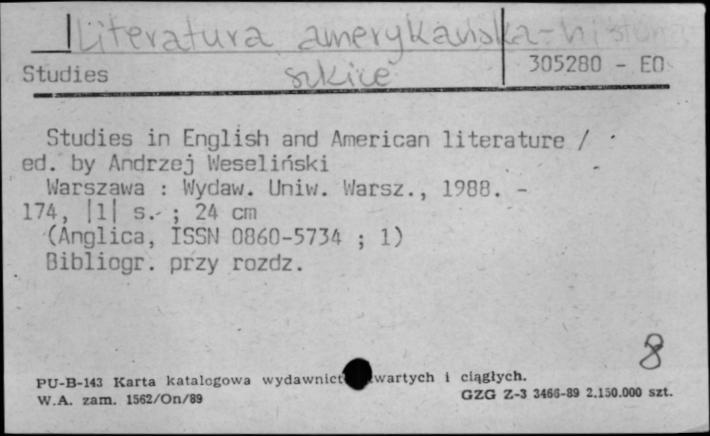 Literatura amerykańska - historia
szkice
Studies 305280 - EO
Studies in English and American literature /
ed. by Andrzej Weseliński
Warszawa : Wydaw. Uniw. Warsz., 1988. -
174, |1| s. ; 24 cm
(Anglica, ISSN 0860-5734 ; 1)
Bibliogr. przy rozdz.
8
PU-B-143 Karta katalogowa wydawnict wartych i ciągłych.
W.A. zam. 1562/On/89 GZG Z-3 3466-89 2.150.000 szt.